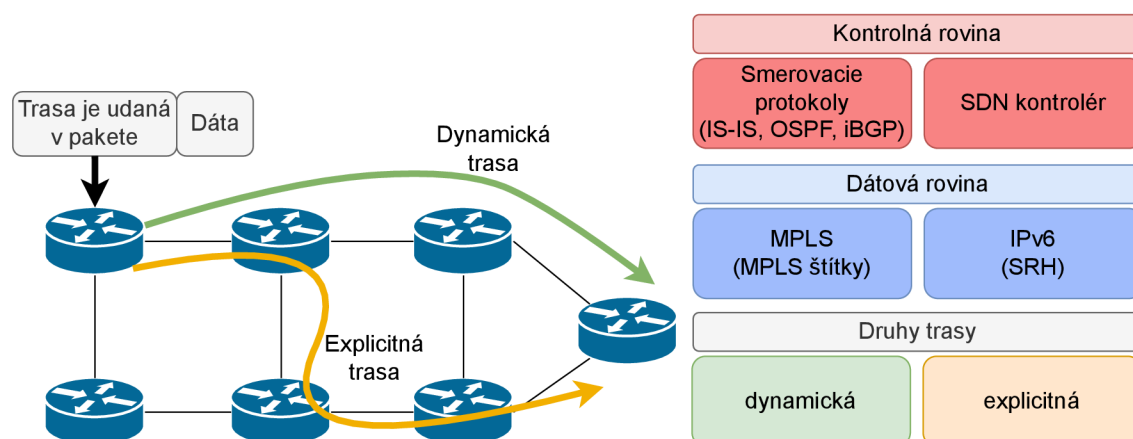 Trasa je udaná
v pakete
Dáta
Dynamická
trasa
Explicitná
trasa
Kontrolná rovina
Smerovacie
protokoly
(IS-IS, OSPF, iBGP)
SDN kontrolér
Dátová rovina
MPLS
(MPLS štítky)
IPv6
(SRH)
Druhy trasy
dynamická
explicitná